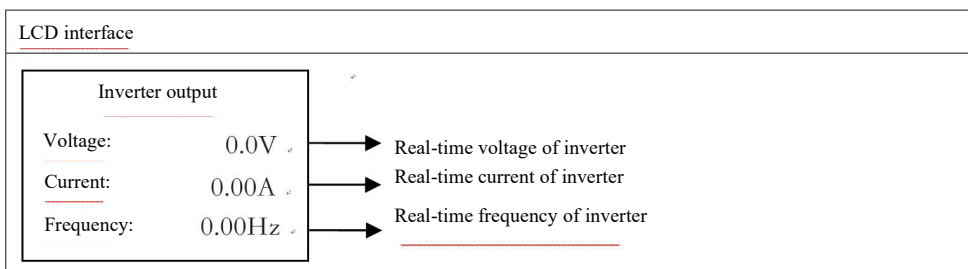 LCD interface
Inverter output
Voltage: 0.0V
Real-time voltage of inverter
Current: 0.00A
Real-time current of inverter
Frequency: 0.00Hz
Real-time frequency of inverter